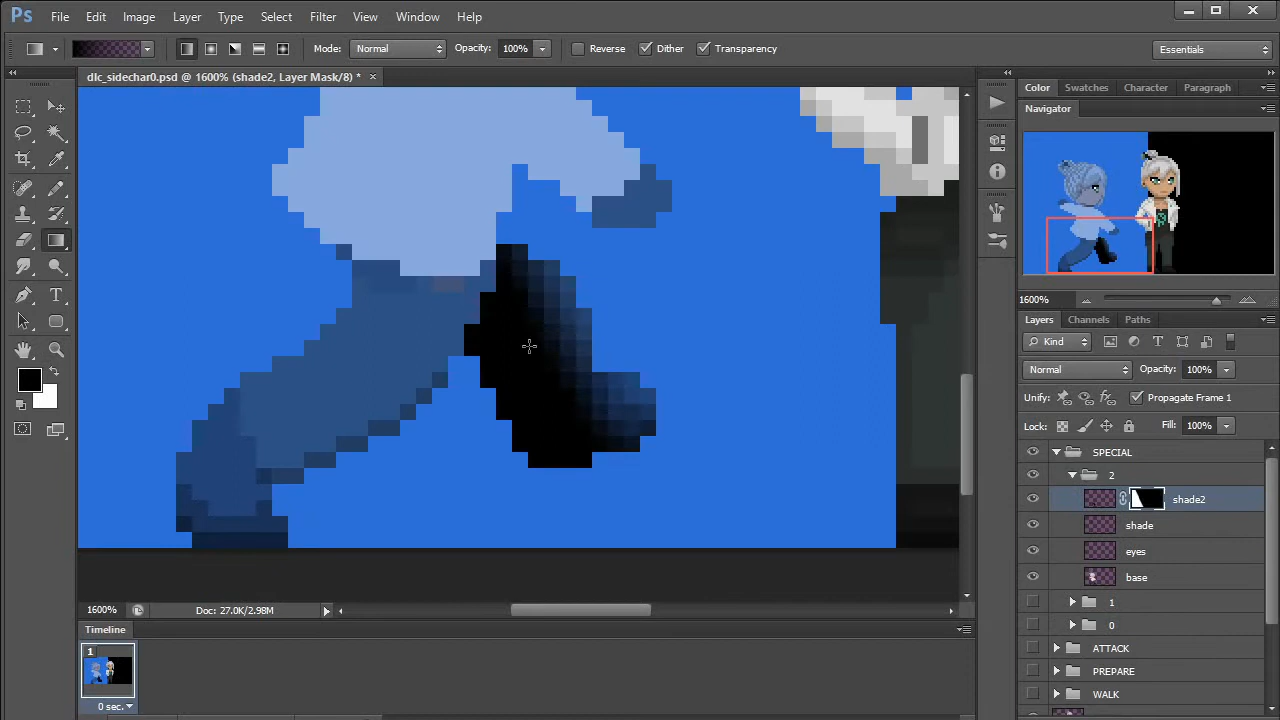 Ps File Edit Image Layer Type Select Filter View Window Help
Mode: Normal Opacity: 100% Reverse Dither Transparency Essentials
dlc_sidechar0.psd @ 1600% (shade2, Layer Mask/8) * ×
Color Swatches Character Paragraph
Navigator
1600%
Layers Channels Paths
Kind
Normal Opacity: 100%
Unify: Propagate Frame 1
Lock: Fill: 100%
SPECIAL
2
shade2
shade
eyes
base
1
0
ATTACK
PREPARE
WALK
1600% Doc: 27.0K/2.98M
Timeline
1
0 sec.